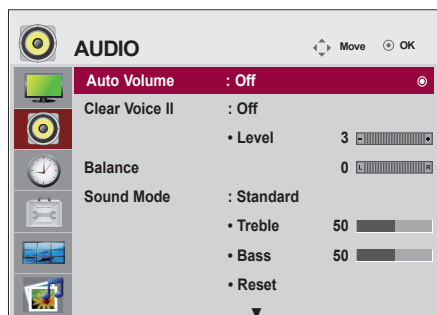 AUDIO Move OK
Auto Volume : Off
Clear Voice II : Off
• Level 3 - +
Balance 0 L R
Sound Mode : Standard
• Treble 50
• Bass 50
• Reset